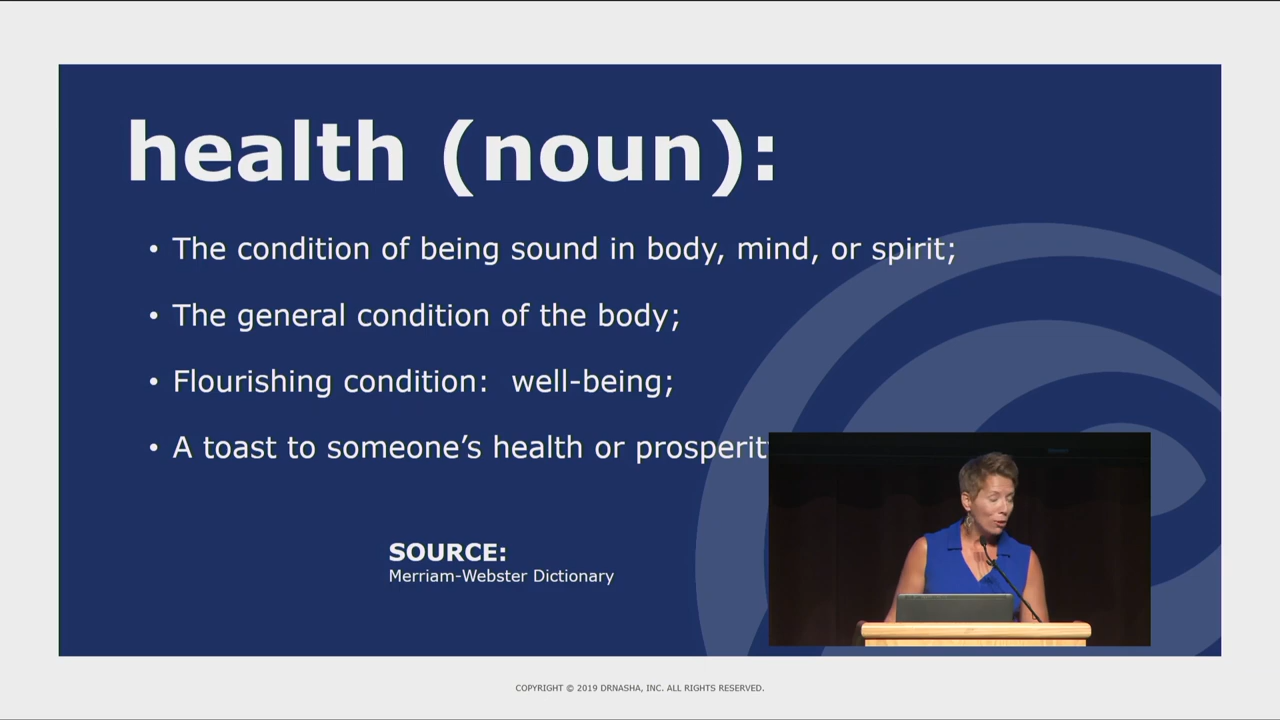 health (noun):
• The condition of being sound in body, mind, or spirit;
• The general condition of the body;
• Flourishing condition:  well-being;
• A toast to someone’s health or prosperit
SOURCE:
Merriam-Webster Dictionary
COPYRIGHT © 2019 DRNASHA, INC. ALL RIGHTS RESERVED.